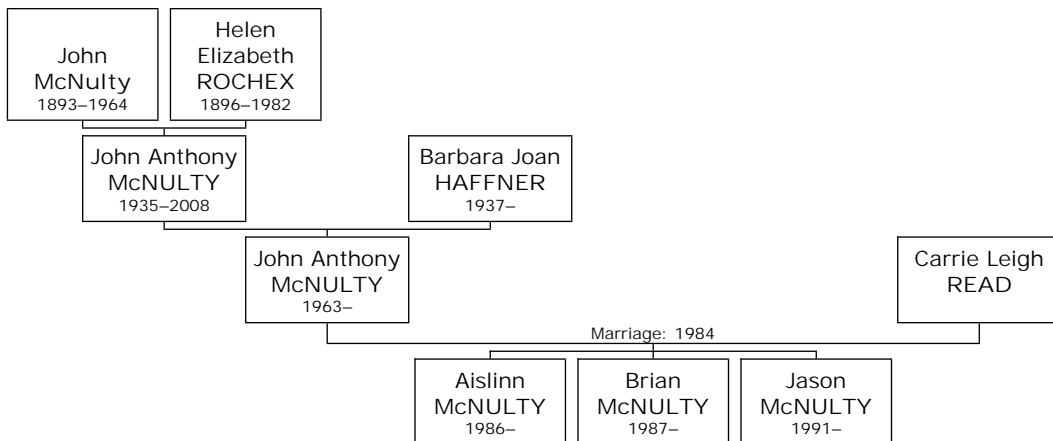 John
McNulty
1893–1964
Helen
Elizabeth
ROCHEX
1896–1982
John Anthony
McNULTY
1935–2008
Barbara Joan
HAFFNER
1937–
John Anthony
McNULTY
1963–
Carrie Leigh
READ
Marriage: 1984
Aislinn
McNULTY
1986–
Brian
McNULTY
1987–
Jason
McNULTY
1991–